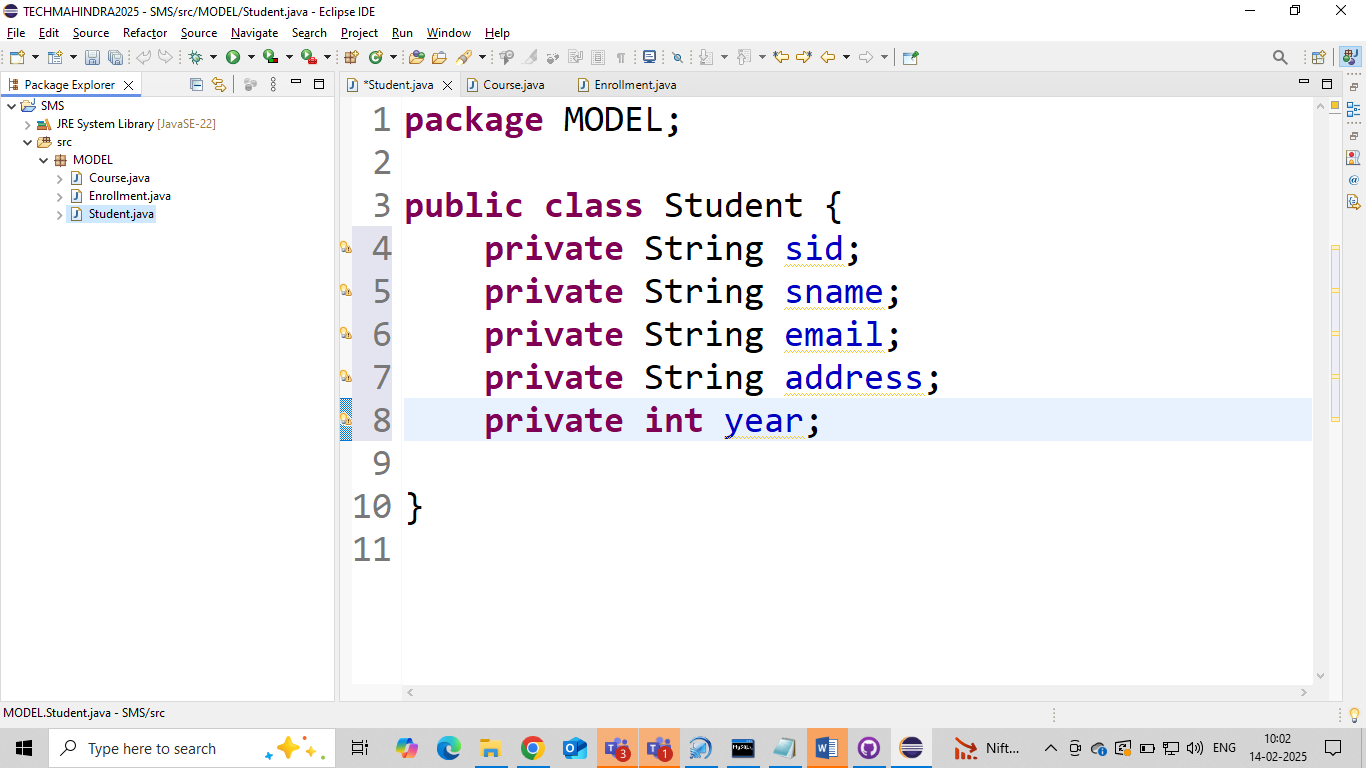 TECHMAHINDRA2025 - SMS/src/MODEL/Student.java - Eclipse IDE
File Edit Source Refactor Source Navigate Search Project Run Window Help
Package Explorer
*Student.java Course.java Enrollment.java
SMS
JRE System Library [JavaSE-22]
src
MODEL
Course.java
Enrollment.java
Student.java
1 package MODEL;
2
3 public class Student {
4 private String sid;
5 private String sname;
6 private String email;
7 private String address;
8 private int year;
9
10 }
11
MODEL.Student.java - SMS/src
Type here to search
3
1
MySQL
Nift...
ENG
10:02
14-02-2025